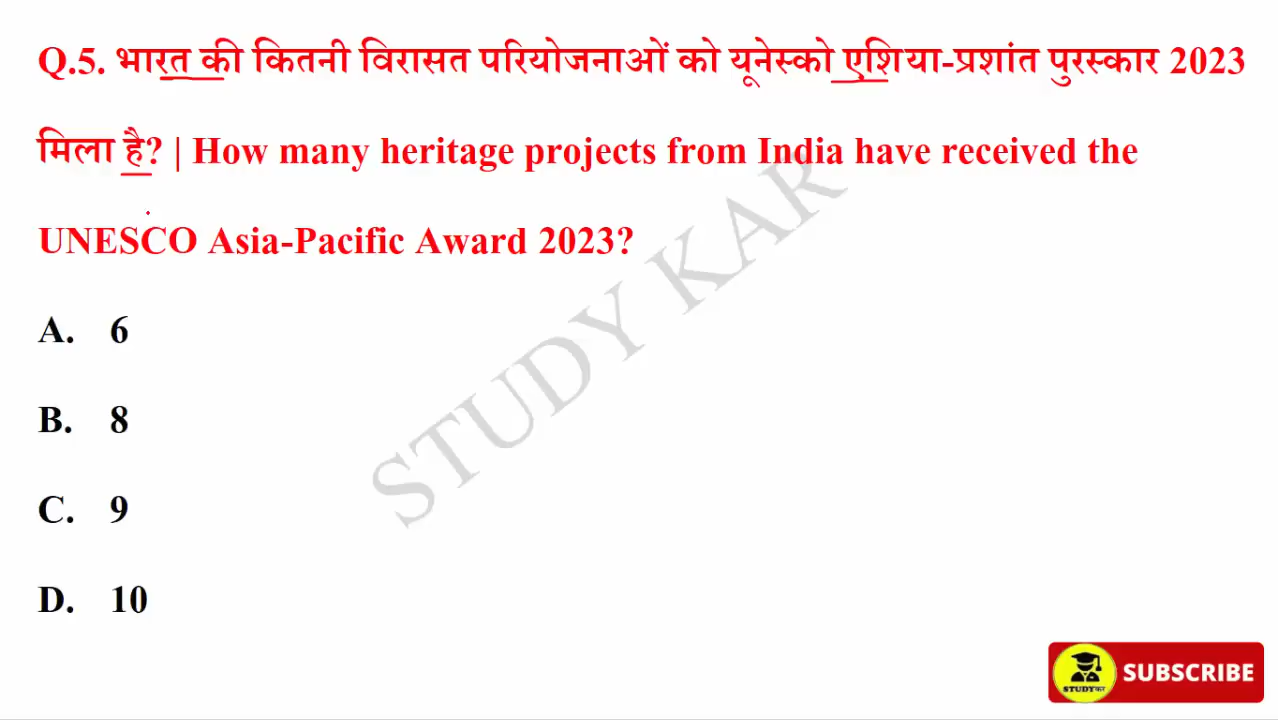 Q.5. भारत की कितनी विरासत परियोजनाओं को यूनेस्को एशिया-प्रशांत पुरस्कार 2023
मिला है? | How many heritage projects from India have received the
UNESCO Asia-Pacific Award 2023?
A. 6
B. 8
C. 9
D. 10
STUDY KAR
STUDYकर
SUBSCRIBE